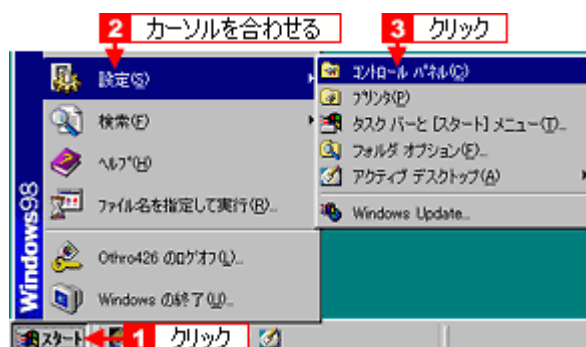 2 カーソルを合わせる
3 クリック
設定(S)
検索(F)
ヘルプ(H)
ファイル名を指定して実行(R)...
Othro426 のログオフ(L)...
Windows の終了(U)...
Windows98
コントロール パネル(C)
プリンタ(P)
タスク バーと [スタート] メニュー(T)...
フォルダ オプション(F)...
アクティブ デスクトップ(A)
Windows Update...
スタート
1 クリック